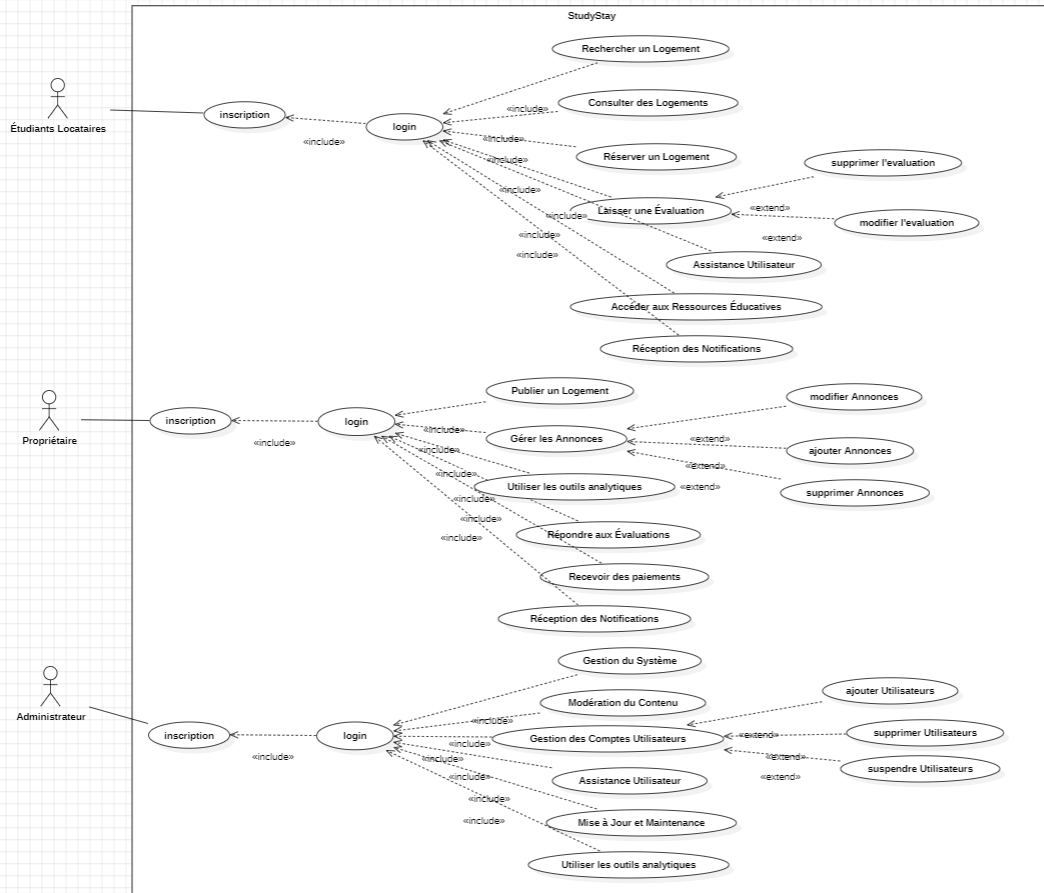 StudyStay
Rechercher un Logement
Étudiants Locataires
inscription
«include»
login
«include»
Consulter des Logements
«include»
Réserver un Logement
«include»
supprimer l'evaluation
«include»
«include»
Laisser une Évaluation
«extend»
modifier l'evaluation
«include»
«extend»
«include»
Assistance Utilisateur
Accéder aux Ressources Éducatives
Réception des Notifications
Propriétaire
inscription
«include»
login
Publier un Logement
modifier Annonces
«include»
Gérer les Annonces
«extend»
ajouter Annonces
«include»
«extend»
«include»
Utiliser les outils analytiques
«extend»
supprimer Annonces
«include»
«include»
Répondre aux Évaluations
«include»
Recevoir des paiements
Réception des Notifications
Administrateur
inscription
«include»
login
Gestion du Système
ajouter Utilisateurs
Modération du Contenu
«include»
«extend»
supprimer Utilisateurs
«include»
Gestion des Comptes Utilisateurs
«include»
«extend»
suspendre Utilisateurs
«include»
Assistance Utilisateur
«extend»
«include»
«include»
Mise à Jour et Maintenance
Utiliser les outils analytiques